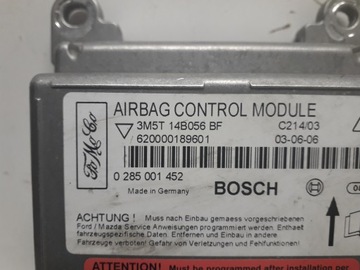 FoMoCo
AIRBAG CONTROL MODULE
3M5T 14B056 BF C214/03
620000189601 03-06-06
0 285 001 452
Made in Germany BOSCH
ACHTUNG ! Muss nach Einbau gemaess vorgeschriebenen
Ford / Mazda Service Anweisungen programmiert werden. Enthaelt
fahrzeugspezifische Daten. Entfernen und Einbau in andere
Fahrzeuge verboten! Gefahr von Verletzungen und Fehlfunktionen!
ATTENTION! Must be programmed after installation per